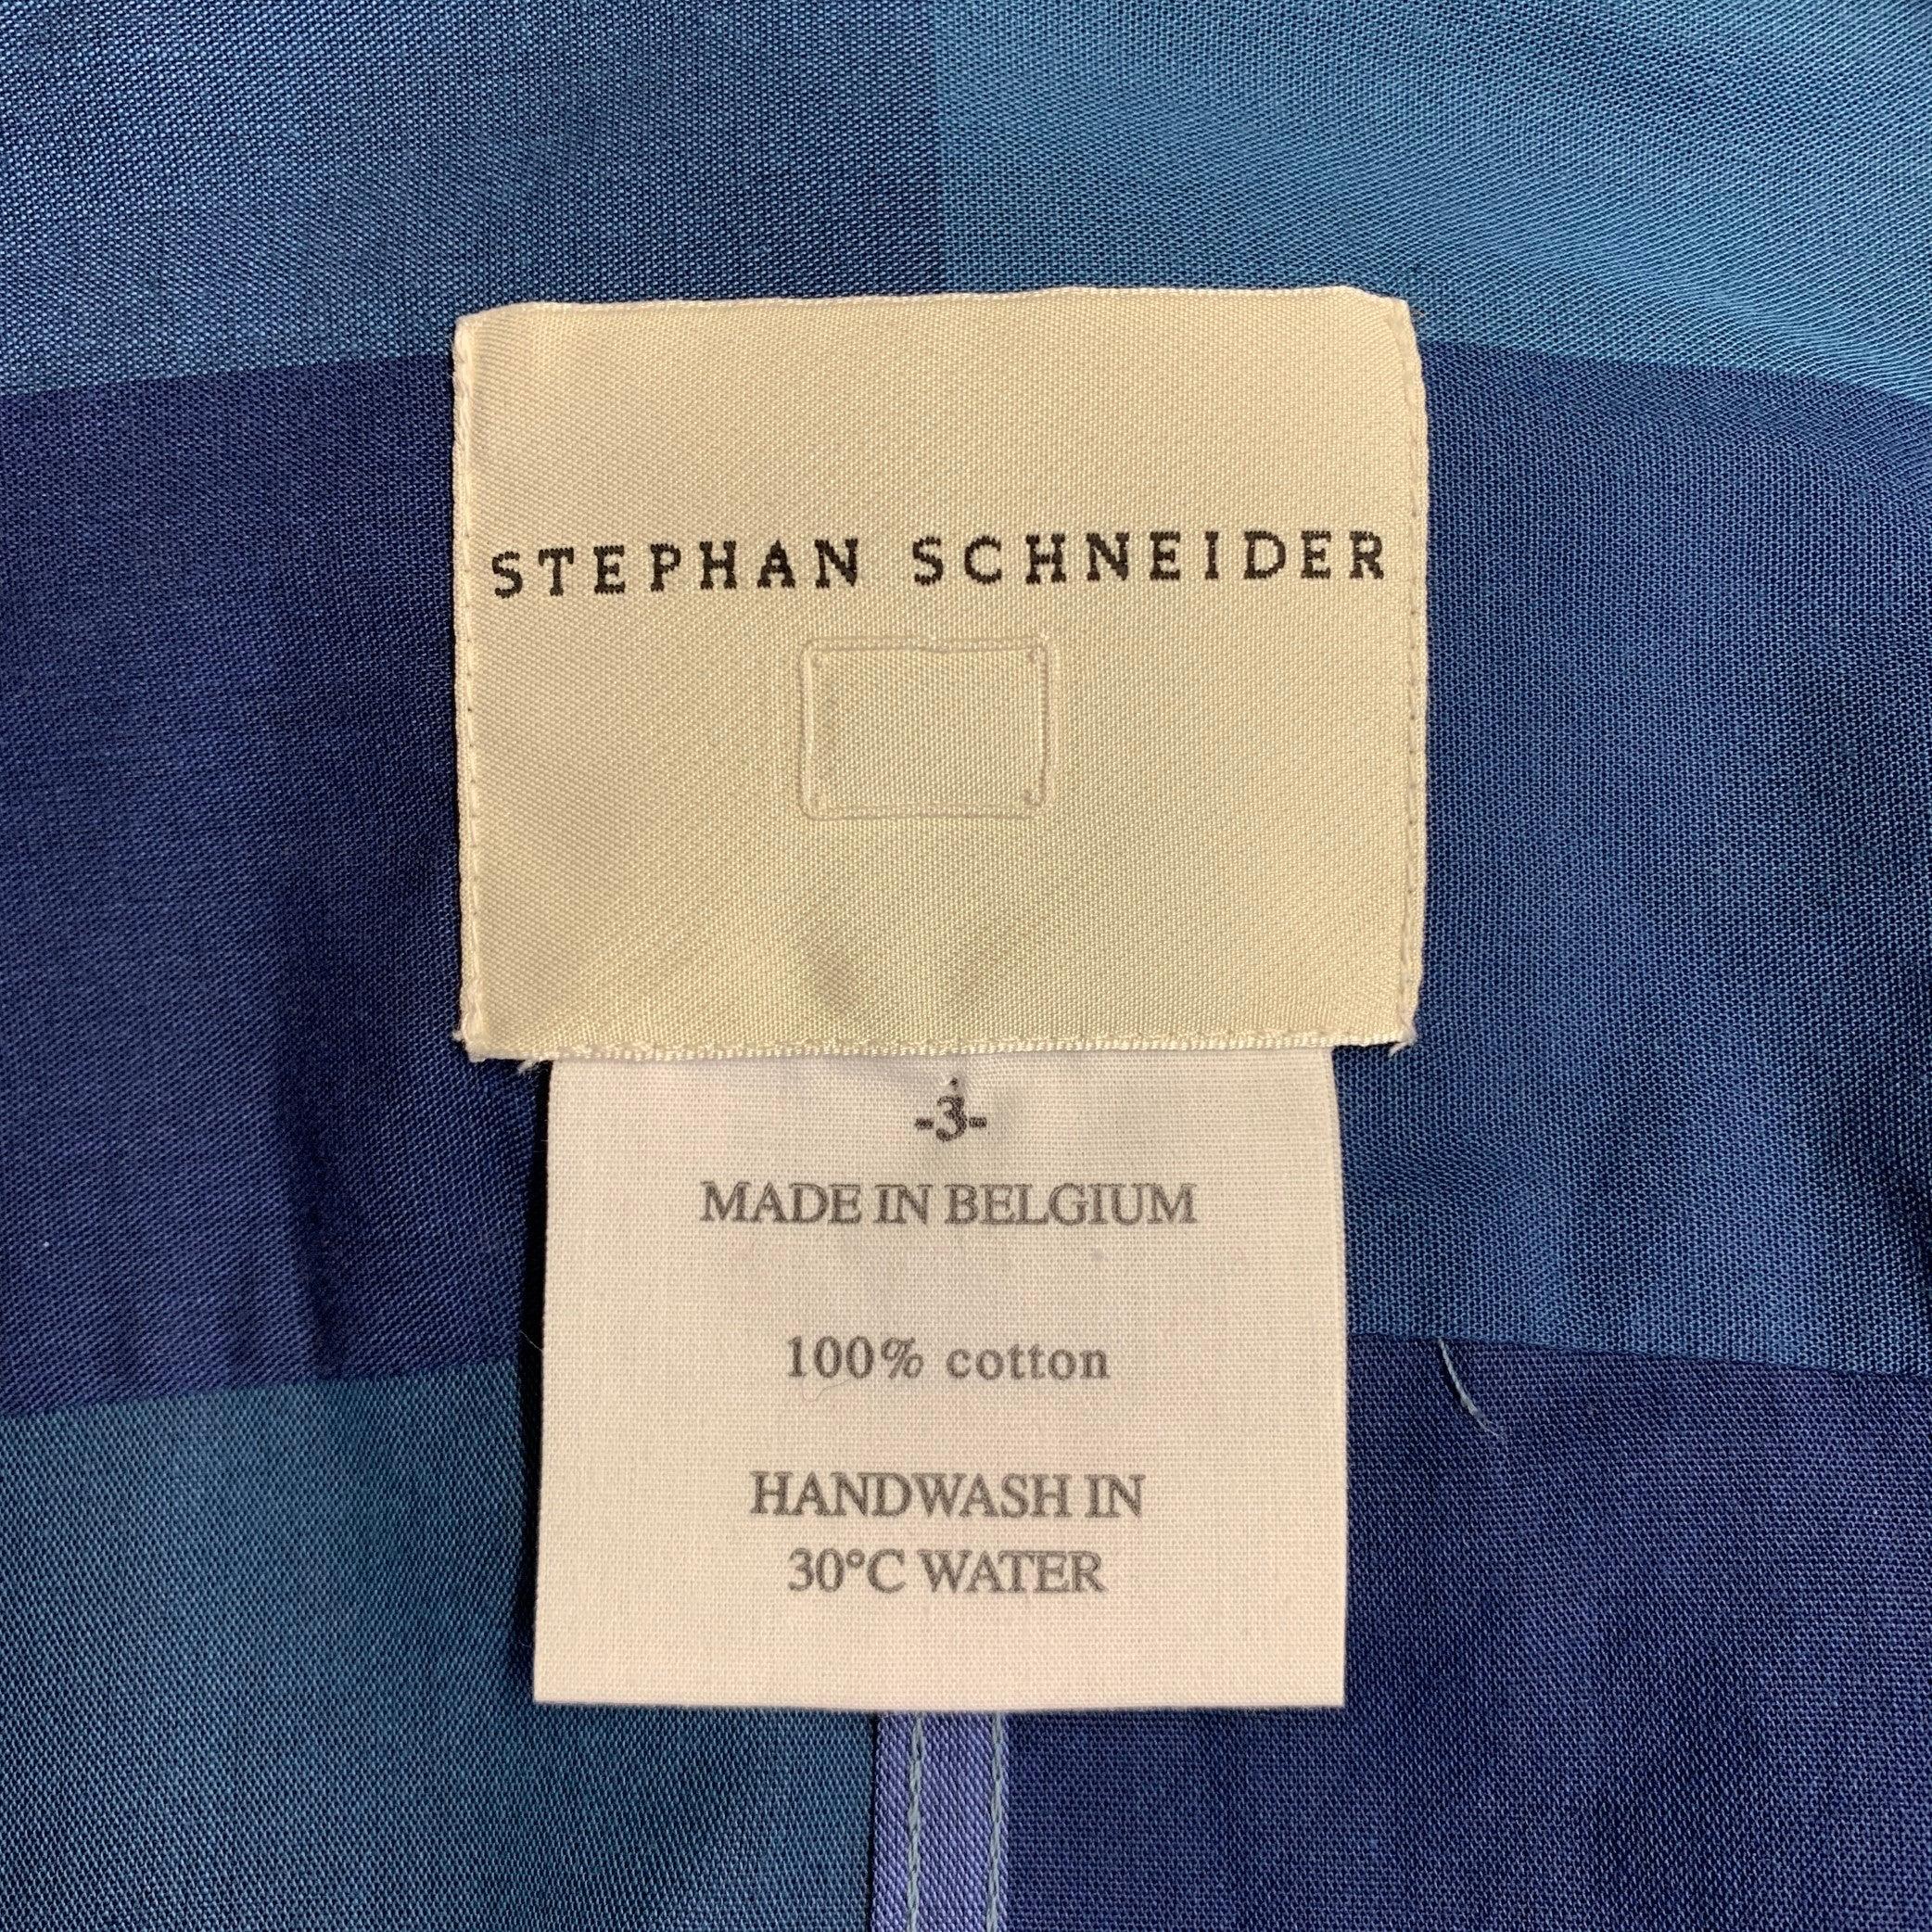 STEPHAN SCHNEIDER
-3-
MADE IN BELGIUM
100% cotton
HANDWASH IN
30°C WATER